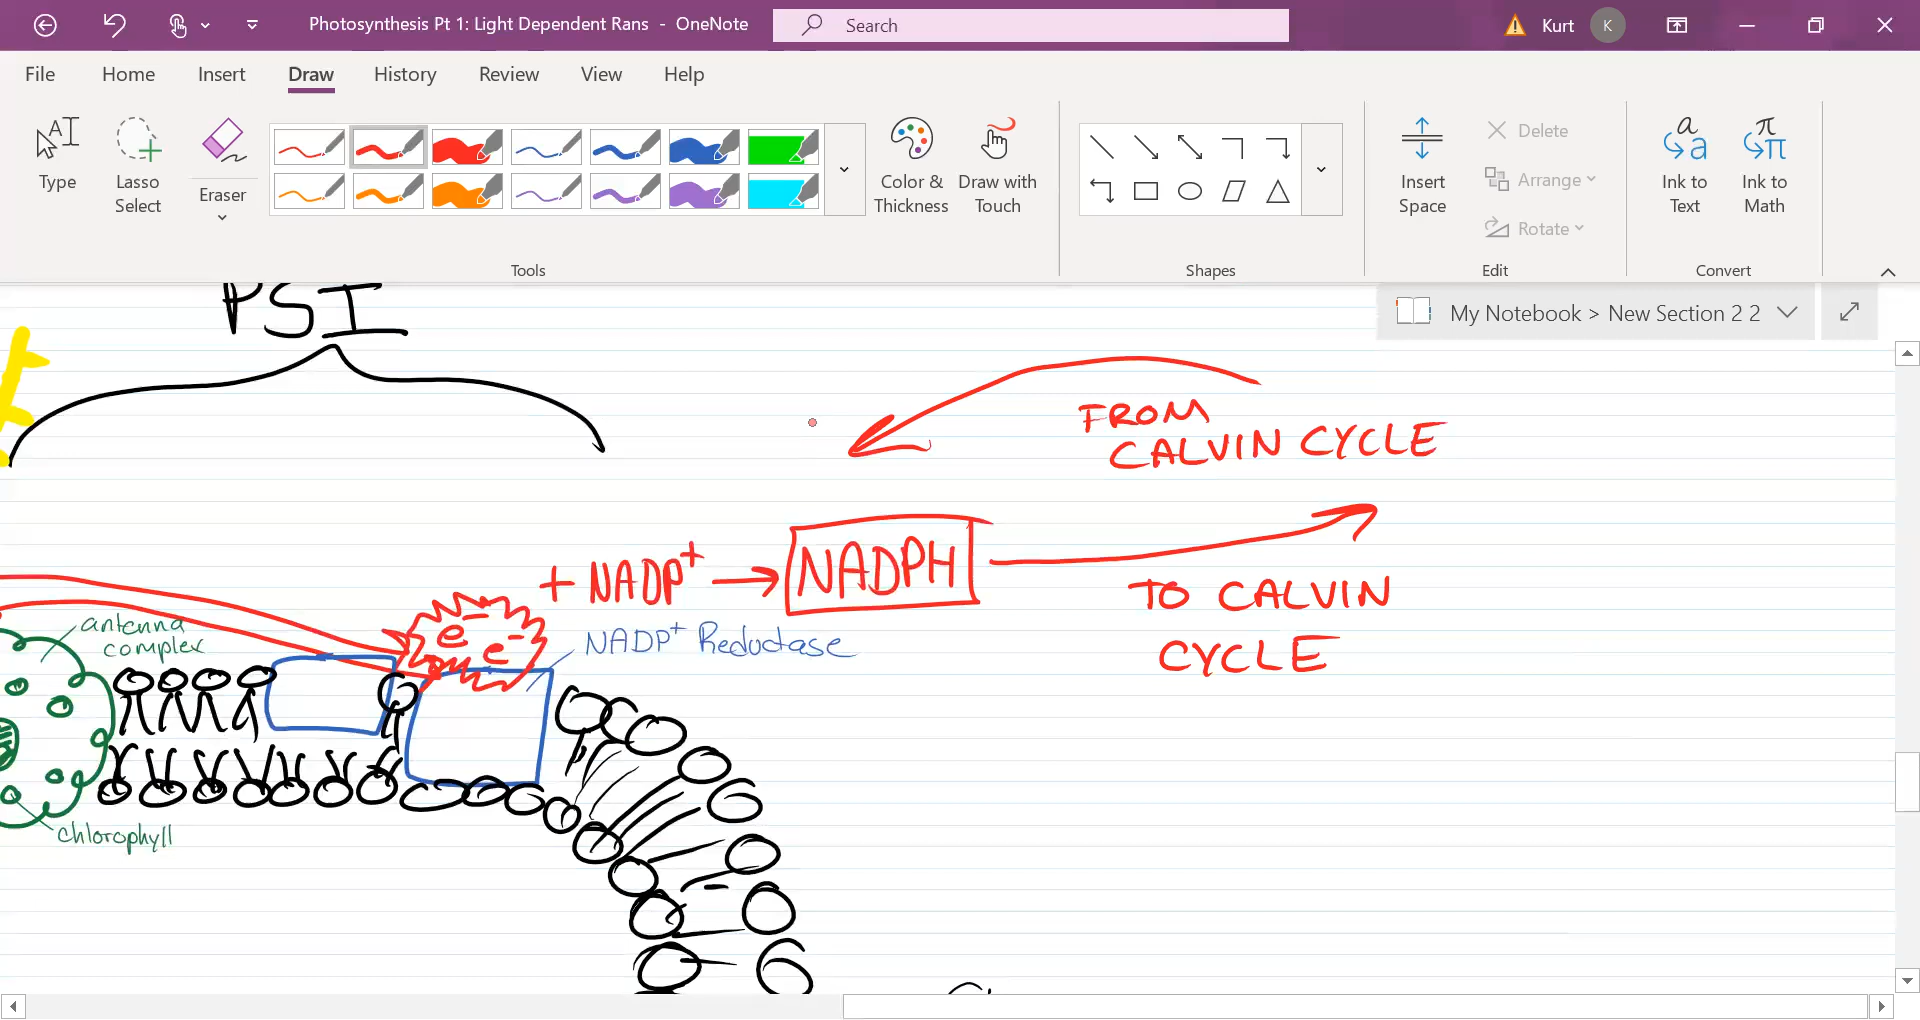 Photosynthesis Pt 1: Light Dependent Rans - OneNote
Search
Kurt
K
File Home Insert Draw History Review View Help
Type
Lasso Select
Eraser
Color & Thickness
Draw with Touch
Insert Space
Delete
Arrange
Rotate
Ink to Text
Ink to Math
Tools
Shapes
Edit
Convert
My Notebook > New Section 2 2
PSI
FROM
CALVIN CYCLE
+ NADP+ → NADPH
TO CALVIN
CYCLE
antenna
complex
e-
e-
NADP+ Reductase
chlorophyll